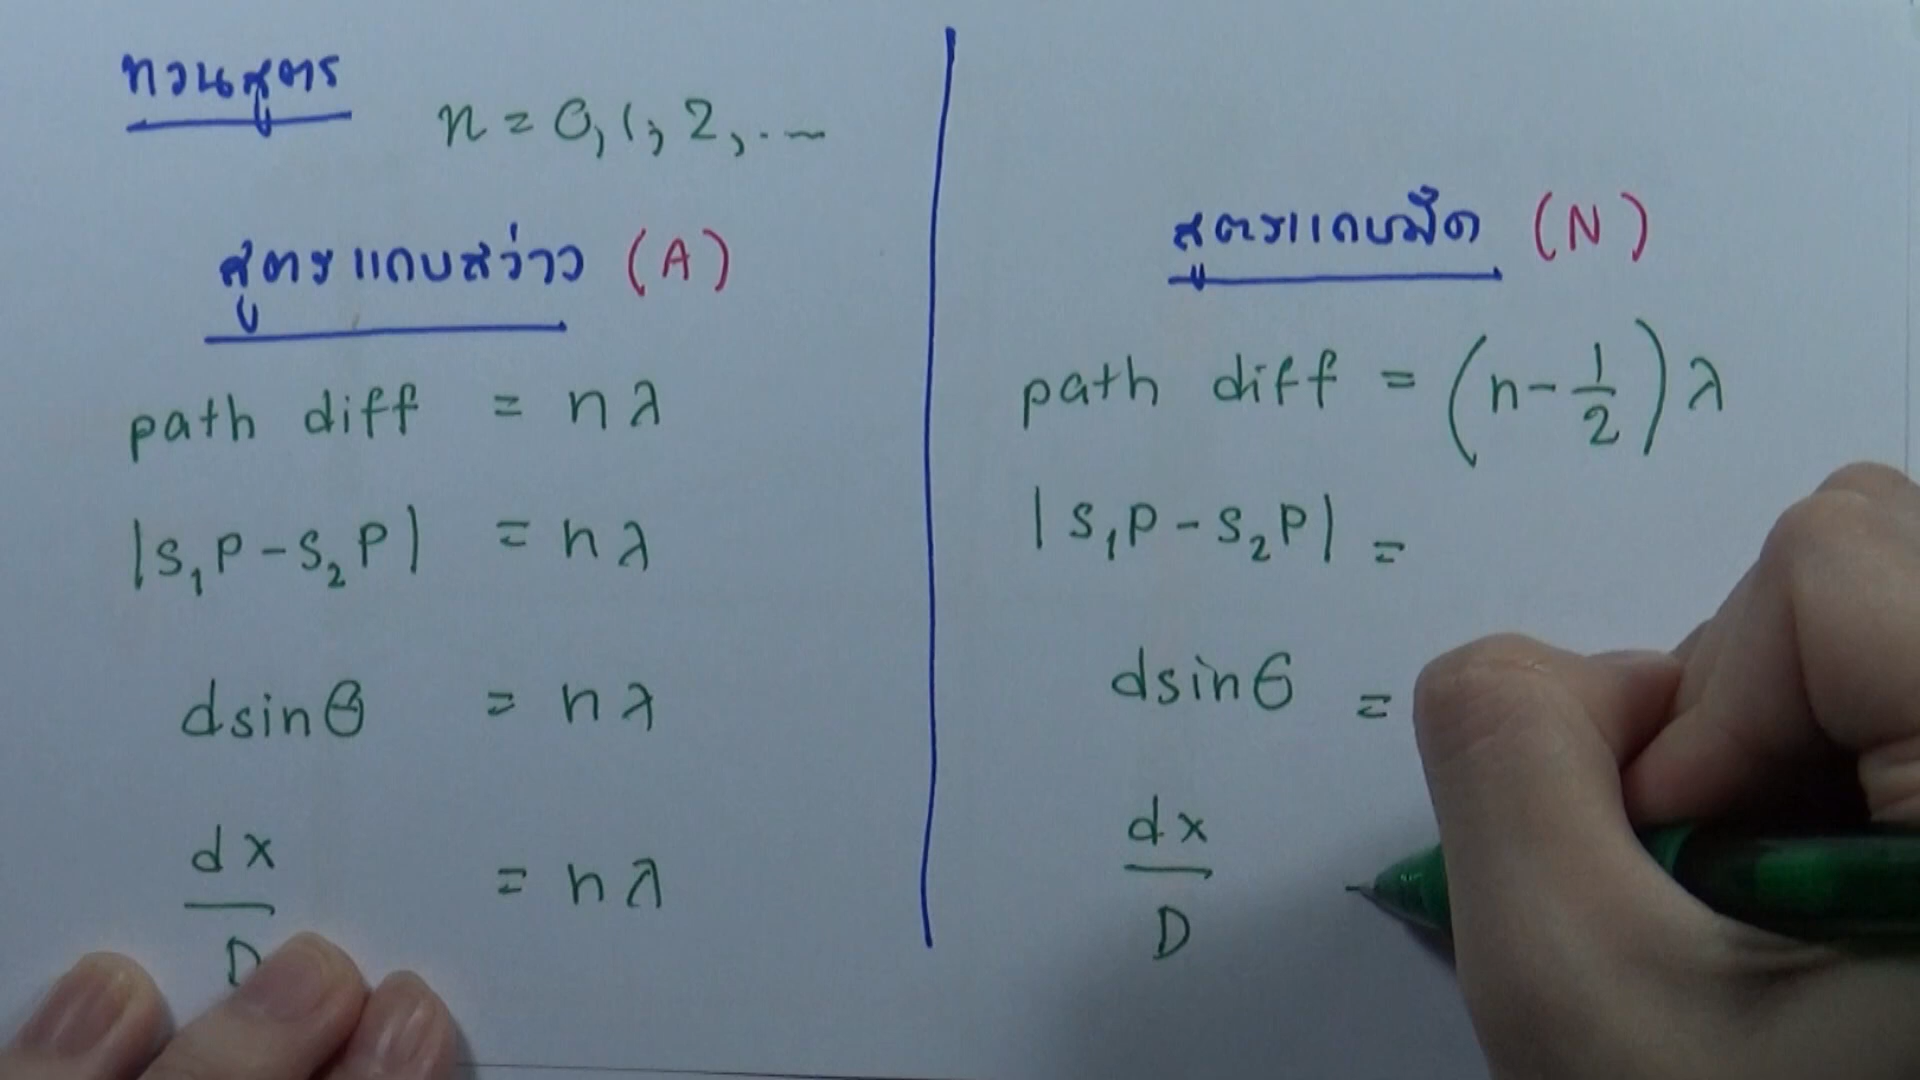 ทวนสูตร
n = 0, 1, 2, ...
สูตรแถบสว่าง (A)
path diff = nλ
|S₁P - S₂P| = nλ
dsinθ = nλ
dx/D = nλ
สูตรแถบมืด (N)
path diff = (n - 1/2) λ
|S₁P - S₂P| =
dsinθ =
dx/D